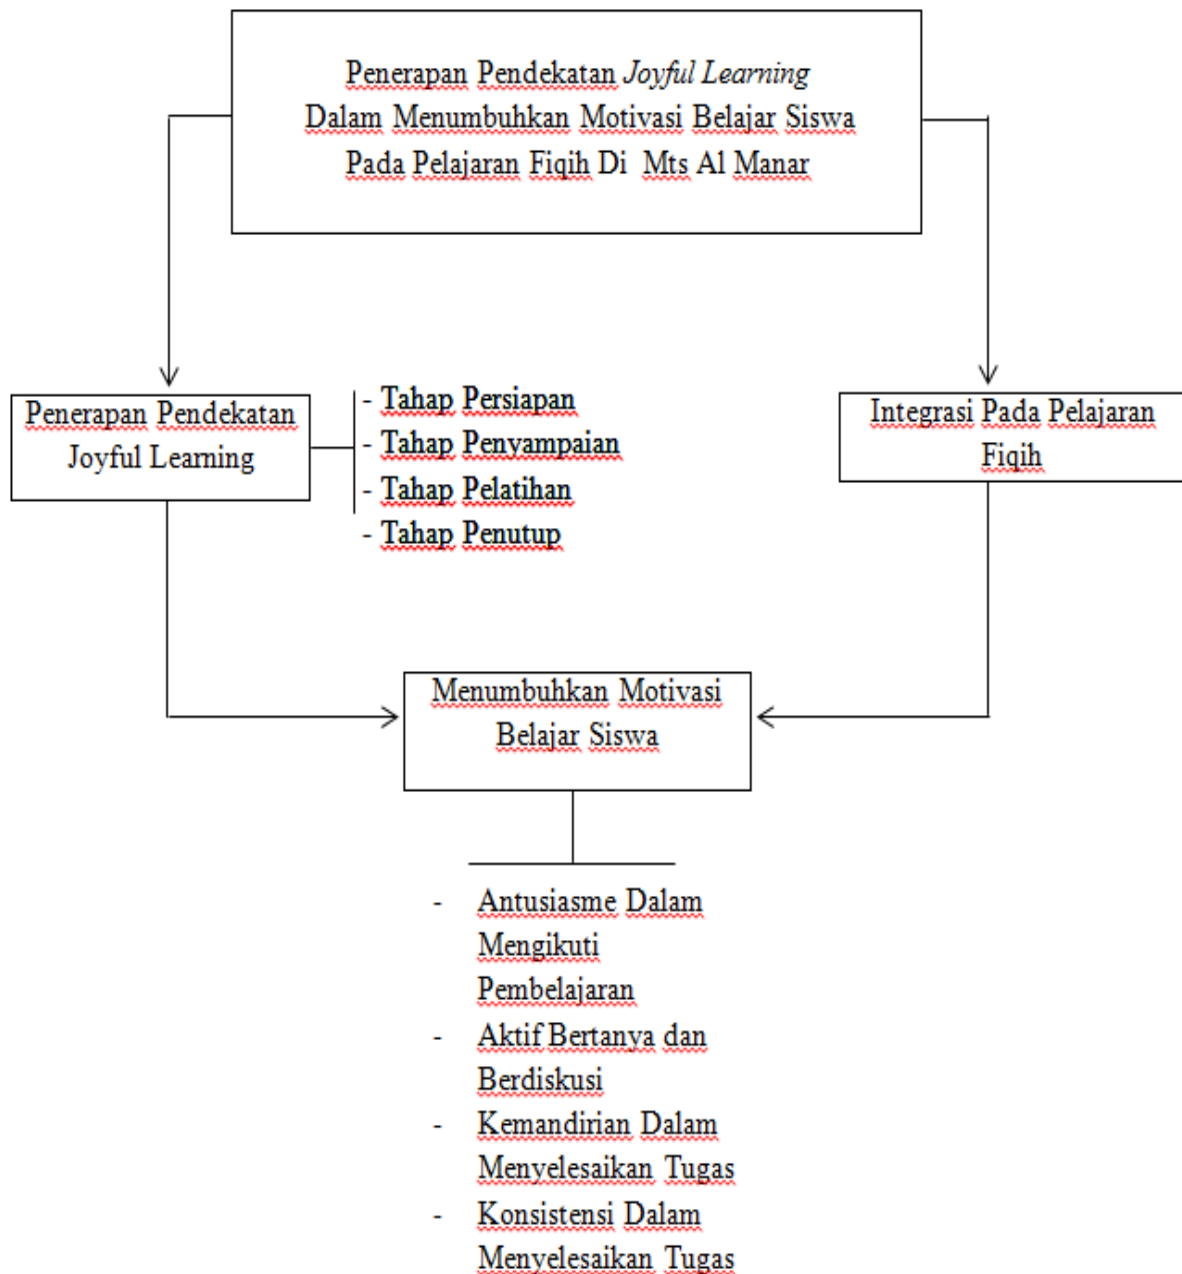 Penerapan Pendekatan Joyful Learning
Dalam Menumbuhkan Motivasi Belajar Siswa
Pada Pelajaran Fiqih Di Mts Al Manar
Penerapan Pendekatan
Joyful Learning
- Tahap Persiapan
- Tahap Penyampaian
- Tahap Pelatihan
- Tahap Penutup
Integrasi Pada Pelajaran
Fiqih
Menumbuhkan Motivasi
Belajar Siswa
- Antusiasme Dalam
Mengikuti
Pembelajaran
- Aktif Bertanya dan
Berdiskusi
- Kemandirian Dalam
Menyelesaikan Tugas
- Konsistensi Dalam
Menyelesaikan Tugas